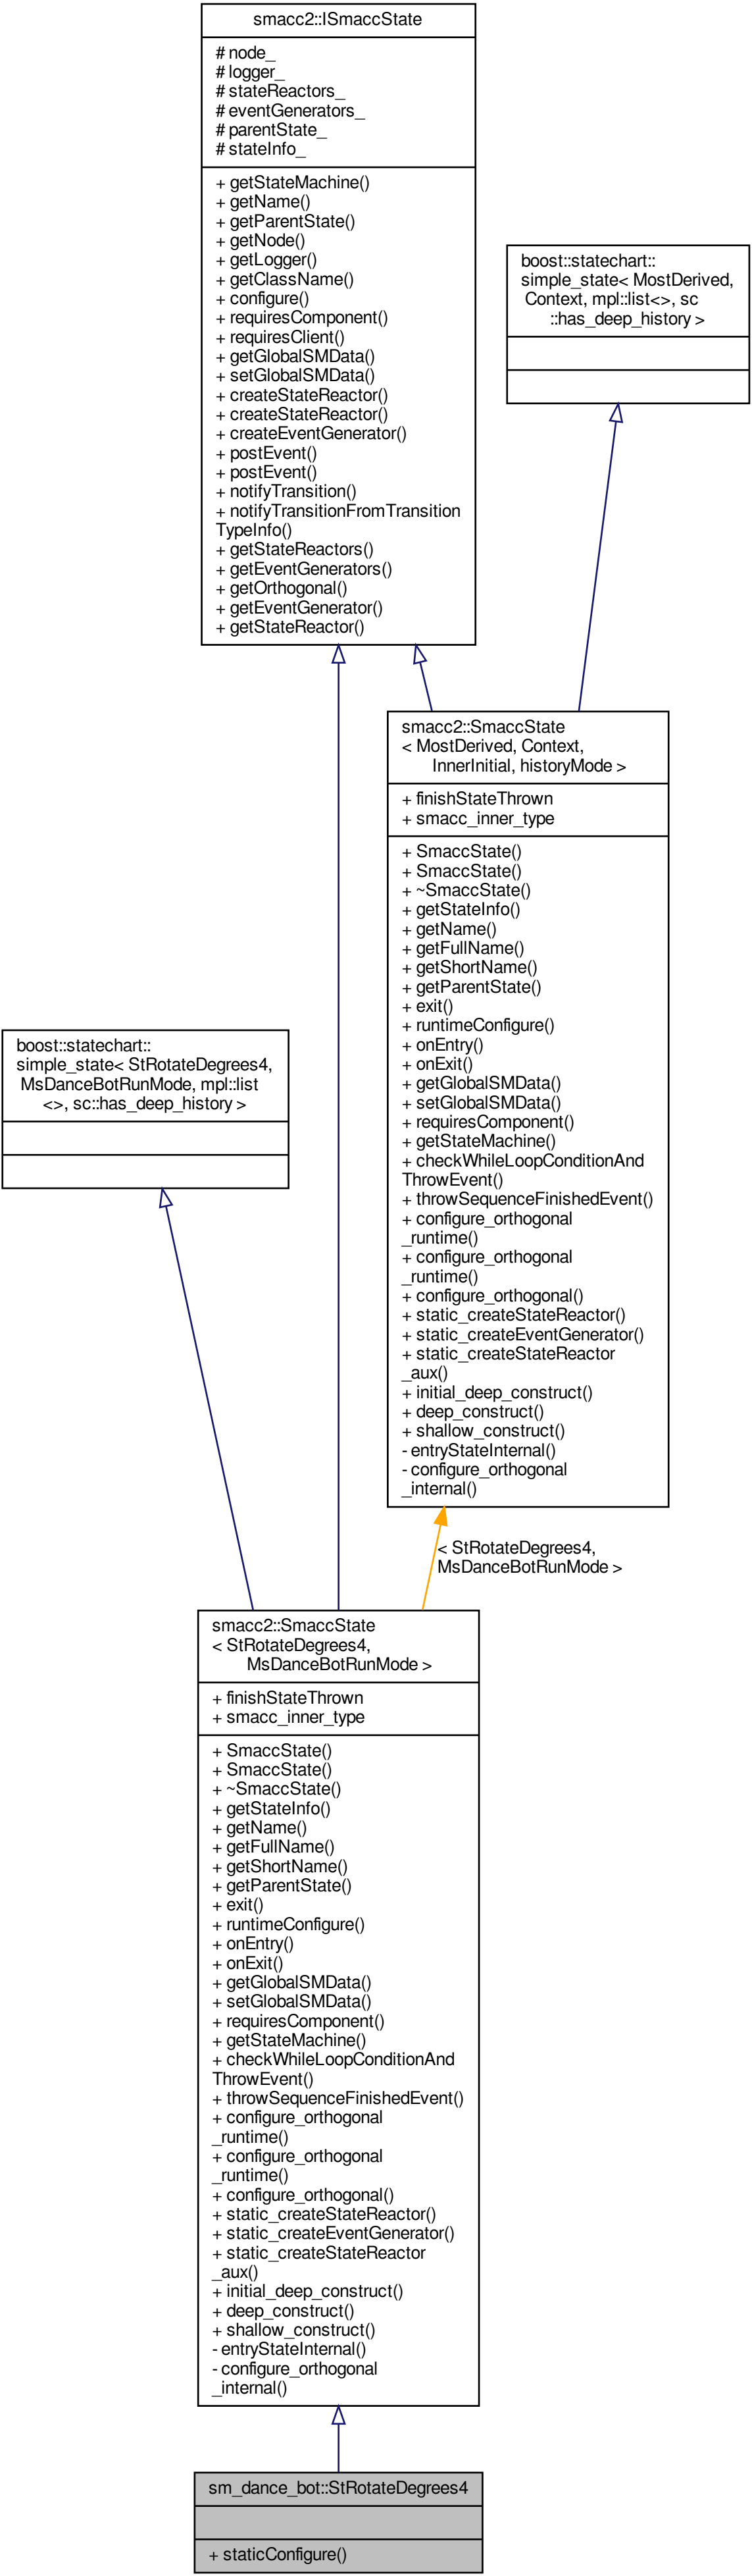 smacc2::ISmaccState
# node_
# logger_
# stateReactors_
# eventGenerators_
# parentState_
# stateInfo_
+ getStateMachine()
+ getName()
+ getParentState()
+ getNode()
+ getLogger()
+ getClassName()
+ configure()
+ requiresComponent()
+ requiresClient()
+ getGlobalSMData()
+ setGlobalSMData()
+ createStateReactor()
+ createStateReactor()
+ createEventGenerator()
+ postEvent()
+ postEvent()
+ notifyTransition()
+ notifyTransitionFromTransition
TypeInfo()
+ getStateReactors()
+ getEventGenerators()
+ getOrthogonal()
+ getEventGenerator()
+ getStateReactor()
boost::statechart::
simple_state< MostDerived,
Context, mpl::list<>, sc
::has_deep_history >
smacc2::SmaccState
< MostDerived, Context,
InnerInitial, historyMode >
+ finishStateThrown
+ smacc_inner_type
+ SmaccState()
+ SmaccState()
+ ~SmaccState()
+ getStateInfo()
+ getName()
+ getFullName()
+ getShortName()
+ getParentState()
+ exit()
+ runtimeConfigure()
+ onEntry()
+ onExit()
+ getGlobalSMData()
+ setGlobalSMData()
+ requiresComponent()
+ getStateMachine()
+ checkWhileLoopConditionAnd
ThrowEvent()
+ throwSequenceFinishedEvent()
+ configure_orthogonal
_runtime()
+ configure_orthogonal
_runtime()
+ configure_orthogonal()
+ static_createStateReactor()
+ static_createEventGenerator()
+ static_createStateReactor
_aux()
+ initial_deep_construct()
+ deep_construct()
+ shallow_construct()
- entryStateInternal()
- configure_orthogonal
_internal()
boost::statechart::
simple_state< StRotateDegrees4,
MsDanceBotRunMode, mpl::list
<>, sc::has_deep_history >
< StRotateDegrees4,
MsDanceBotRunMode >
smacc2::SmaccState
< StRotateDegrees4,
MsDanceBotRunMode >
+ finishStateThrown
+ smacc_inner_type
+ SmaccState()
+ SmaccState()
+ ~SmaccState()
+ getStateInfo()
+ getName()
+ getFullName()
+ getShortName()
+ getParentState()
+ exit()
+ runtimeConfigure()
+ onEntry()
+ onExit()
+ getGlobalSMData()
+ setGlobalSMData()
+ requiresComponent()
+ getStateMachine()
+ checkWhileLoopConditionAnd
ThrowEvent()
+ throwSequenceFinishedEvent()
+ configure_orthogonal
_runtime()
+ configure_orthogonal
_runtime()
+ configure_orthogonal()
+ static_createStateReactor()
+ static_createEventGenerator()
+ static_createStateReactor
_aux()
+ initial_deep_construct()
+ deep_construct()
+ shallow_construct()
- entryStateInternal()
- configure_orthogonal
_internal()
sm_dance_bot::StRotateDegrees4
+ staticConfigure()